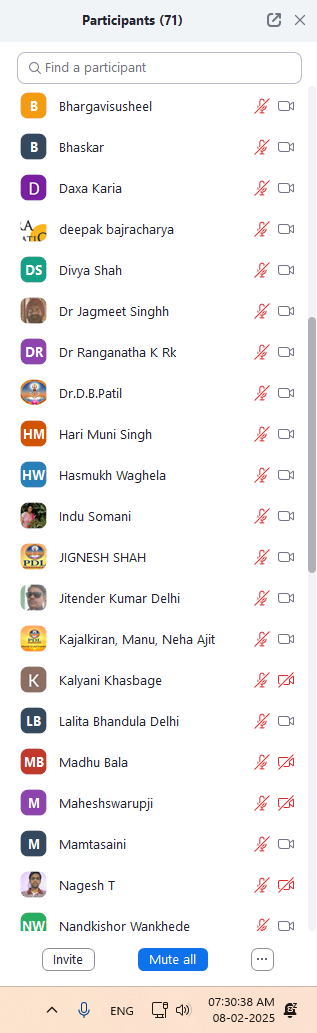 Participants (71)
Find a participant
B Bhargavisusheel
B Bhaskar
D Daxa Karia
deepak bajracharya
DS Divya Shah
Dr Jagmeet Singhh
DR Dr Ranganatha K Rk
Dr.D.B.Patil
HM Hari Muni Singh
HW Hasmukh Waghela
Indu Somani
PDL JIGNESH SHAH
Jitender Kumar Delhi
PDL Kajalkiran, Manu, Neha Ajit
K Kalyani Khasbage
LB Lalita Bhandula Delhi
MB Madhu Bala
M Maheshswarupji
M Mamtasaini
Nagesh T
NW Nandkishor Wankhede
Invite Mute all ...
ENG 07:30:38 AM
08-02-2025